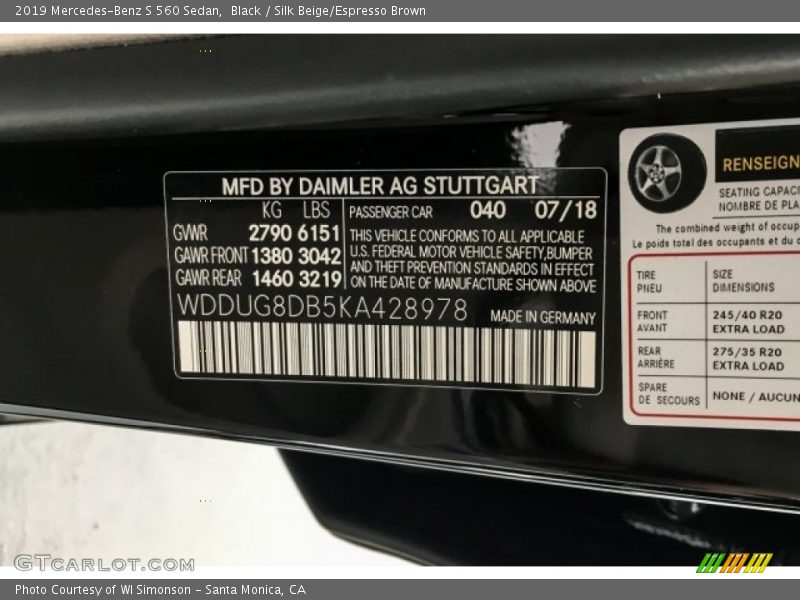 2019 Mercedes-Benz S 560 Sedan, Black / Silk Beige/Espresso Brown
MFD BY DAIMLER AG STUTTGART
KG LBS
GVWR 2790 6151
GAWR FRONT 1380 3042
GAWR REAR 1460 3219
PASSENGER CAR 040 07/18
THIS VEHICLE CONFORMS TO ALL APPLICABLE
U.S. FEDERAL MOTOR VEHICLE SAFETY,BUMPER
AND THEFT PREVENTION STANDARDS IN EFFECT
ON THE DATE OF MANUFACTURE SHOWN ABOVE
WDDUG8DB5KA428978 MADE IN GERMANY
RENSEIGN
SEATING CAPACI
NOMBRE DE PLA
The combined weight of occup
Le poids total des occupants et du c
TIRE SIZE
PNEU DIMENSIONS
FRONT 245/40 R20
AVANT EXTRA LOAD
REAR 275/35 R20
ARRIÈRE EXTRA LOAD
SPARE
DE SECOURS NONE / AUCUN
GTCARLOT.COM
Photo Courtesy of WI Simonson - Santa Monica, CA